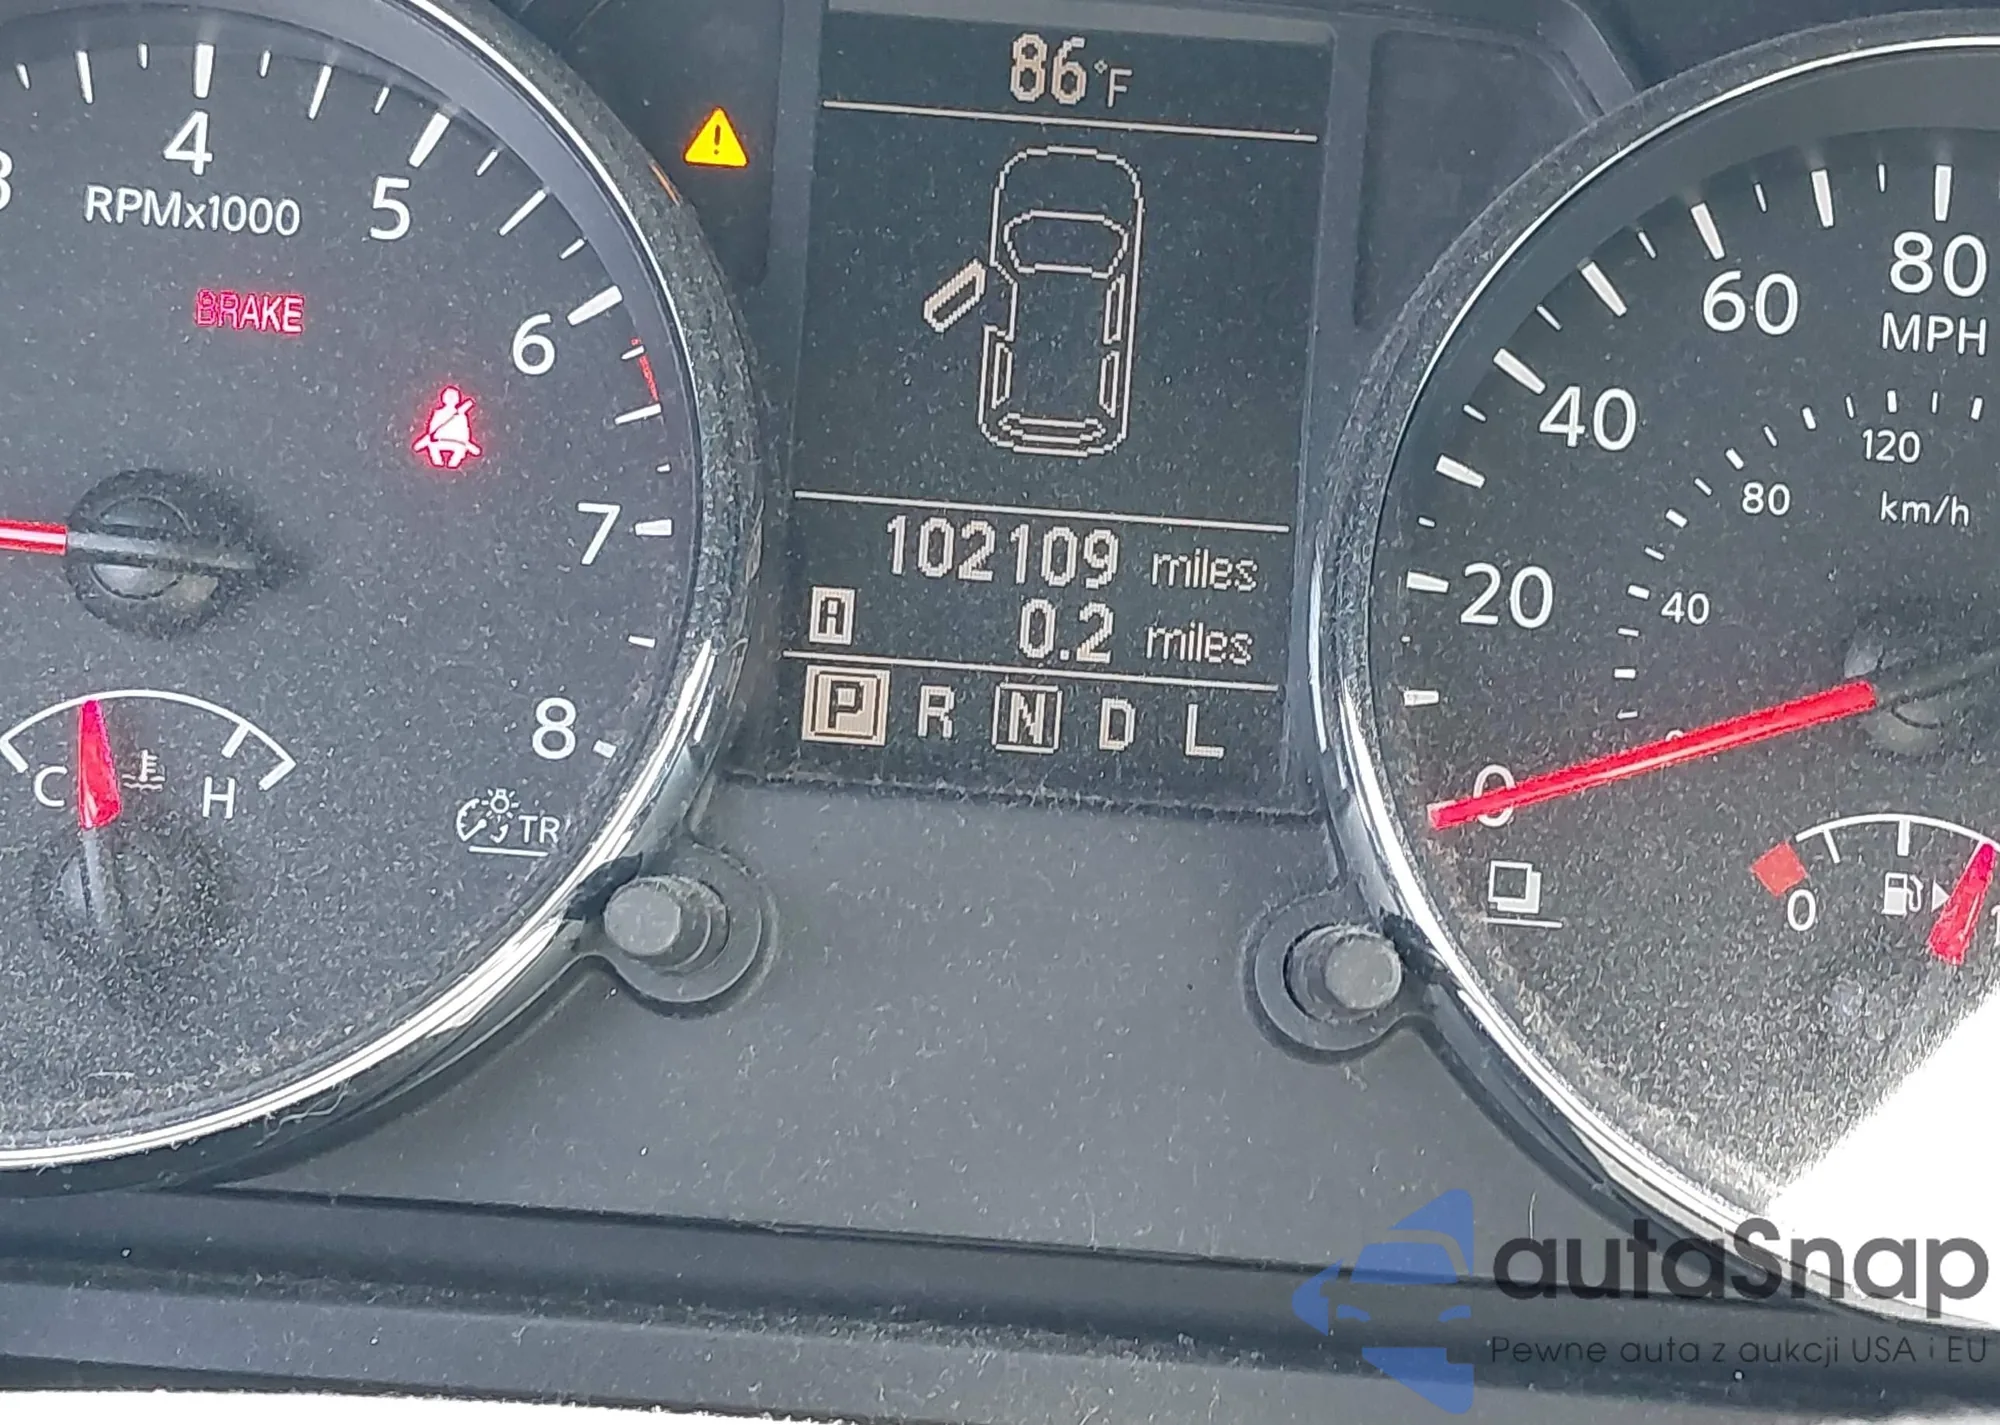 86°F
4
5
RPMx1000
BRAKE
6
7
8
C H
TR
102109 miles
A 0.2 miles
P R N D L
80
MPH
60
40
20
0
120
80
km/h
40
0
autaSnap
Pewne auta z aukcji USA i EU